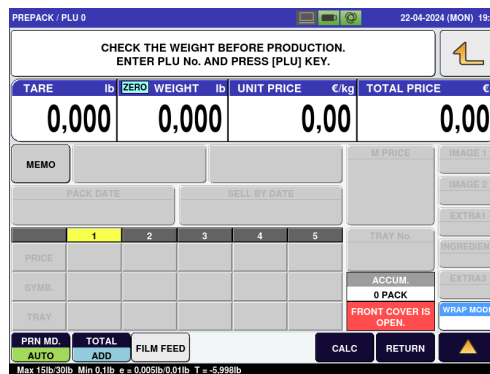 PREPACK / PLU 0
22-04-2024 (MON) 19:
CHECK THE WEIGHT BEFORE PRODUCTION.
ENTER PLU No. AND PRESS [PLU] KEY.
TARE lb ZERO WEIGHT lb UNIT PRICE €/kg TOTAL PRICE €
0,000 0,000 0,00 0,00
MEMO M PRICE IMAGE 1
PACK DATE SELL BY DATE IMAGE 2
EXTRA1
1 2 3 4 5 TRAY No.
PRICE INGREDIEN
SYMB. ACCUM. EXTRA3
0 PACK
TRAY FRONT COVER IS OPEN. WRAP MODE
PRN MD. AUTO TOTAL ADD FILM FEED CALC RETURN
Max 15lb/30lb Min 0,1lb e = 0,005lb/0,01lb T = -5,998lb